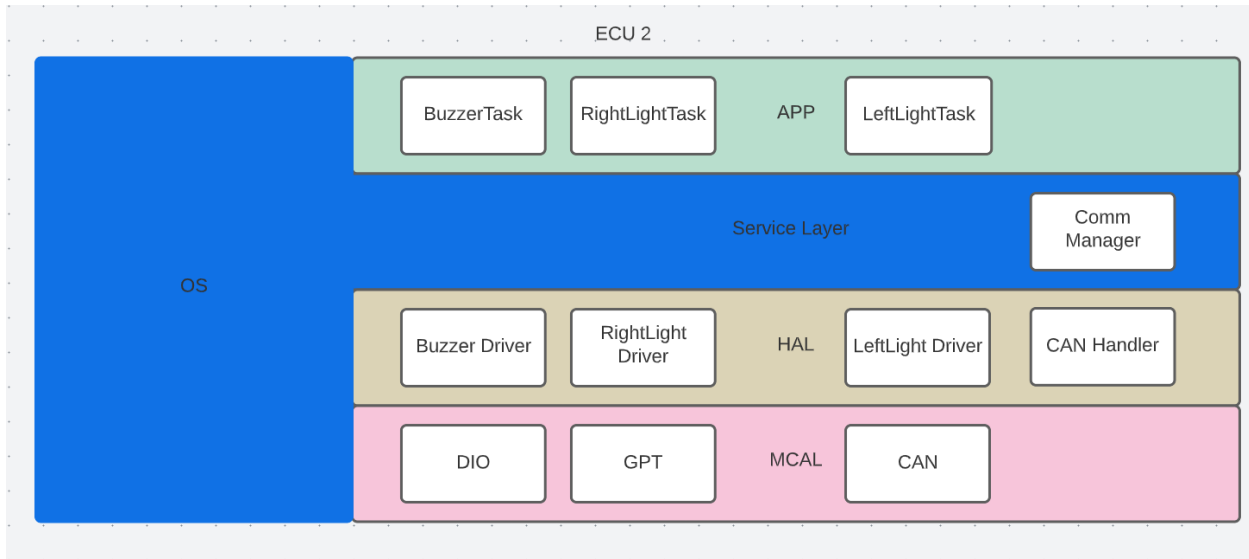 ECU 2
OS
BuzzerTask
RightLightTask
APP
LeftLightTask
Service Layer
Comm
Manager
Buzzer Driver
RightLight
Driver
HAL
LeftLight Driver
CAN Handler
DIO
GPT
MCAL
CAN